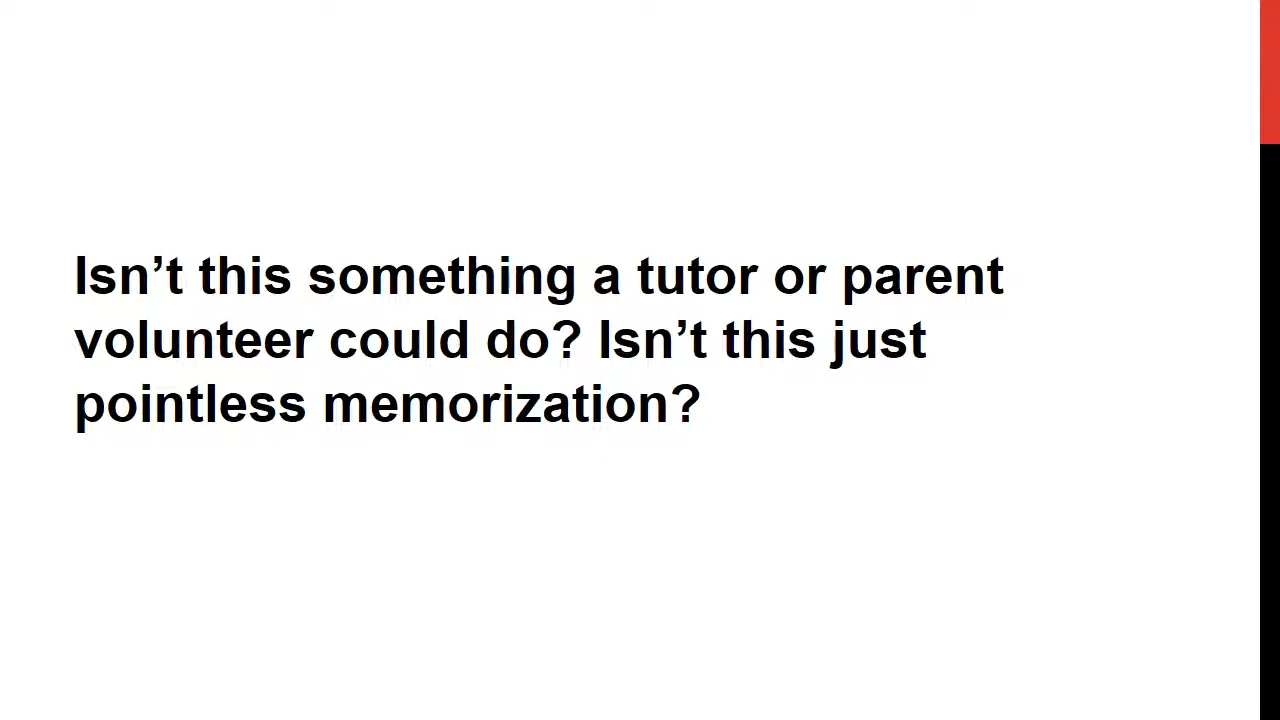 Isn’t this something a tutor or parent
volunteer could do? Isn’t this just
pointless memorization?